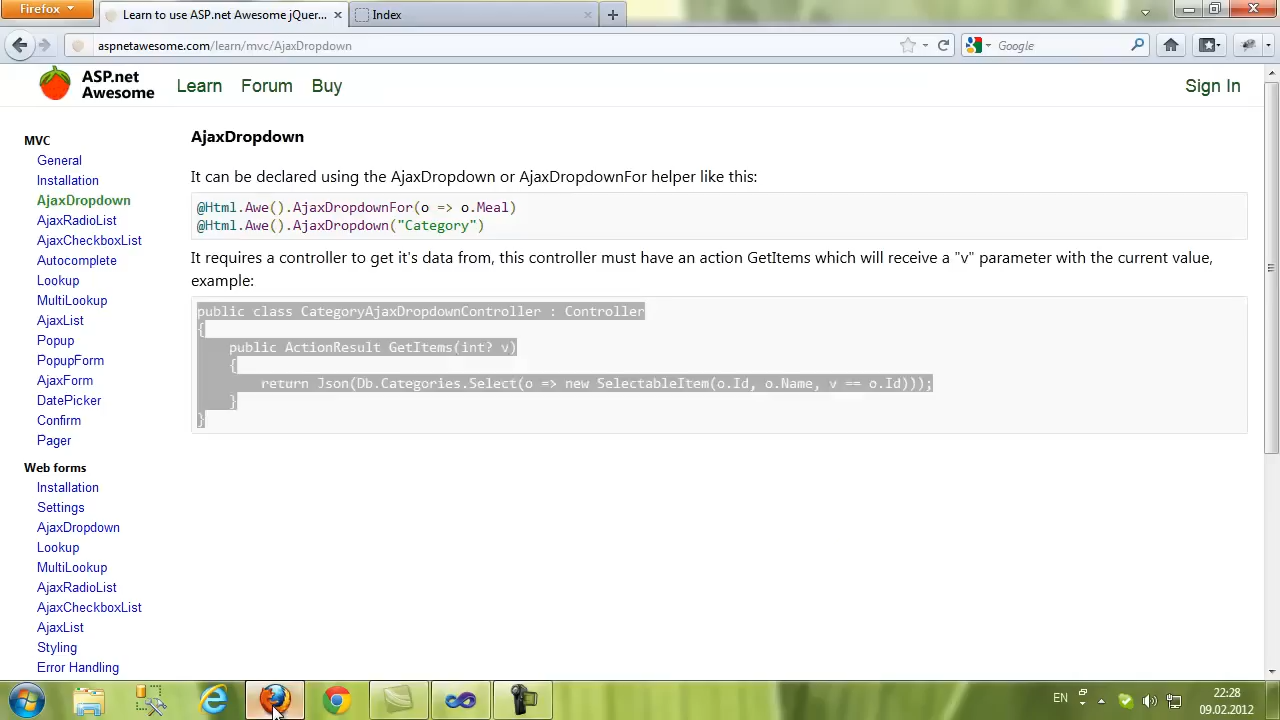 Firefox
Learn to use ASP.net Awesome jQuer...
Index
aspnetawesome.com/learn/mvc/AjaxDropdown
Google
ASP.net
Awesome
Learn
Forum
Buy
Sign In
MVC
General
Installation
AjaxDropdown
AjaxRadioList
AjaxCheckboxList
Autocomplete
Lookup
MultiLookup
AjaxList
Popup
PopupForm
AjaxForm
DatePicker
Confirm
Pager
Web forms
Installation
Settings
AjaxDropdown
Lookup
MultiLookup
AjaxRadioList
AjaxCheckboxList
AjaxList
Styling
Error Handling
AjaxDropdown
It can be declared using the AjaxDropdown or AjaxDropdownFor helper like this:
@Html.Awe().AjaxDropdownFor(o => o.Meal)
@Html.Awe().AjaxDropdown("Category")
It requires a controller to get it's data from, this controller must have an action GetItems which will receive a "v" parameter with the current value,
example:
public class CategoryAjaxDropdownController : Controller
{
public ActionResult GetItems(int? v)
{
return Json(Db.Categories.Select(o => new SelectableItem(o.Id, o.Name, v == o.Id)));
}
}
EN
22:28
09.02.2012